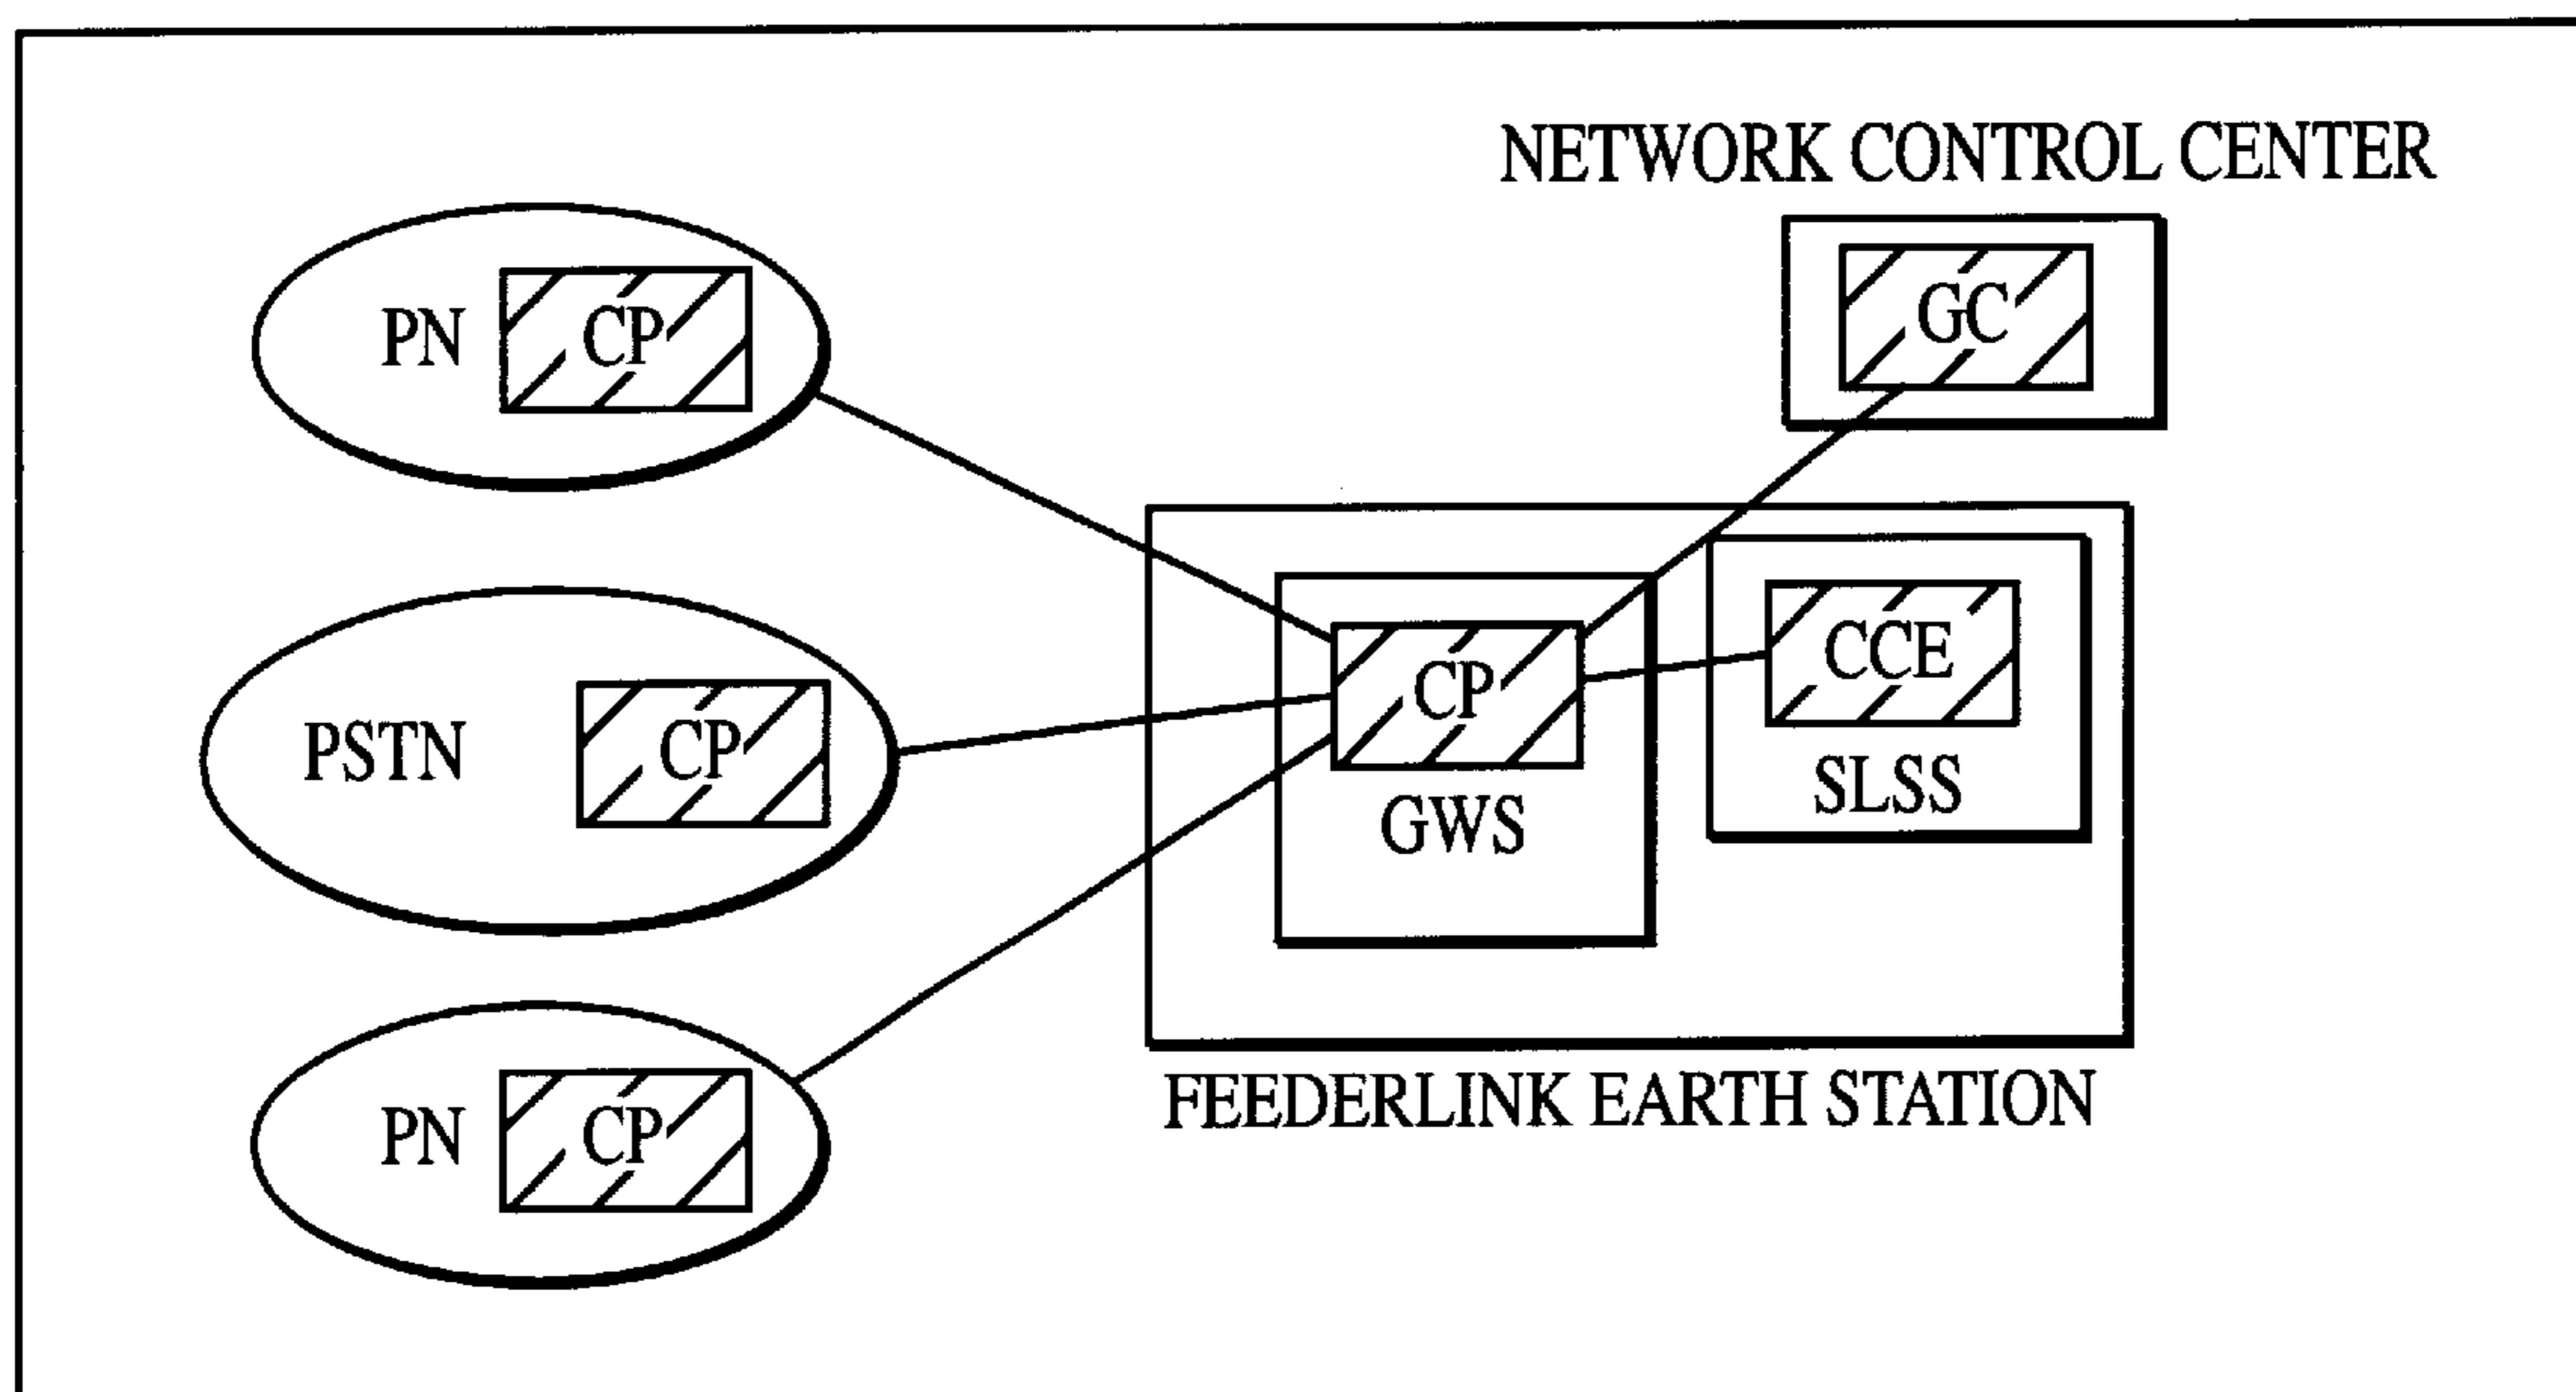 NETWORK CONTROL CENTER
PN
CP
GC
PSTN
CP
CP
GWS
CCE
SLSS
PN
CP
FEEDERLINK EARTH STATION